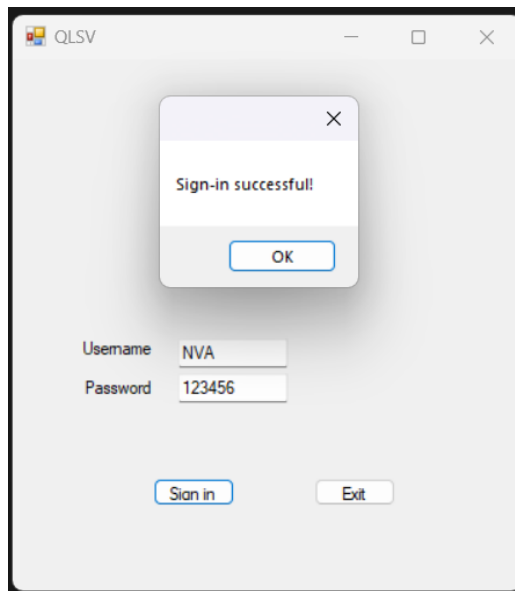 QLSV
Sign-in successful!
OK
Username NVA
Password 123456
Sign in Exit